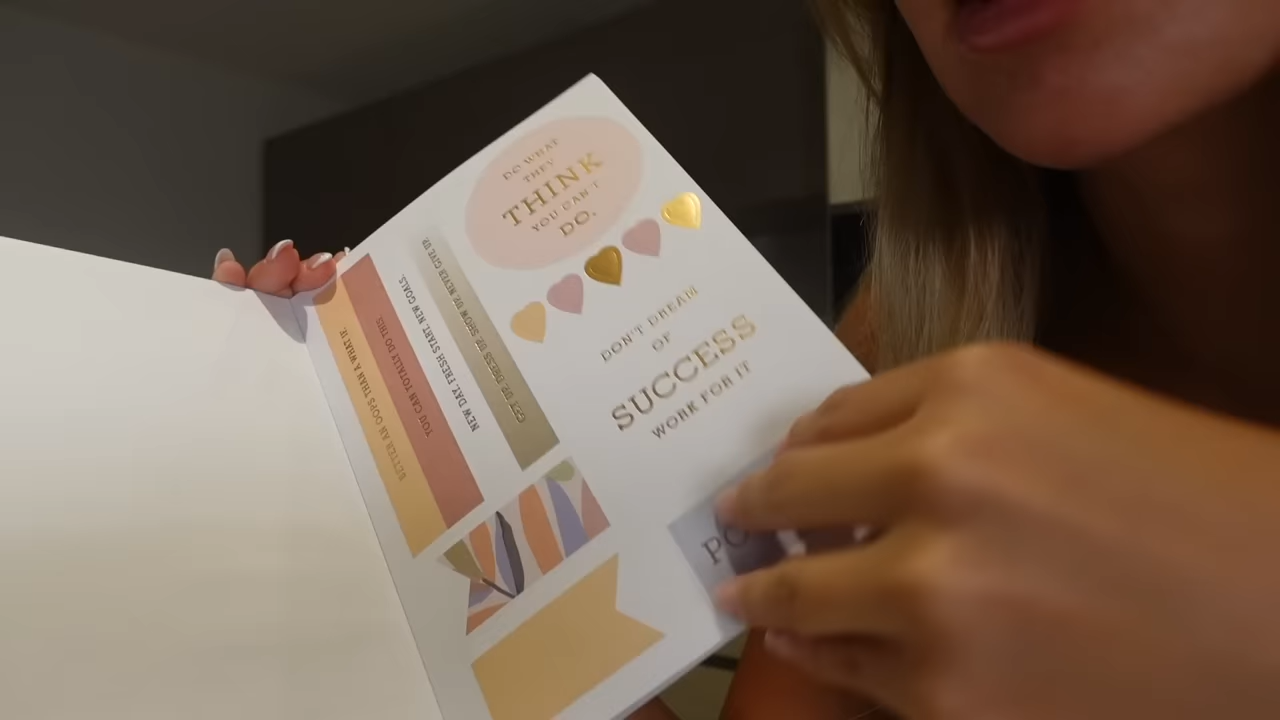 DO WHAT
THEY
THINK
YOU CAN'T
DO.
DON'T DREAM
OF
SUCCESS
WORK FOR IT
GET UP. DRESS UP. SHOW UP. NEVER GIVE UP.
NEW DAY. FRESH START. NEW GOALS.
YOU CAN TOTALLY DO THIS.
BETTER AN OOPS THAN A WHAT IF.